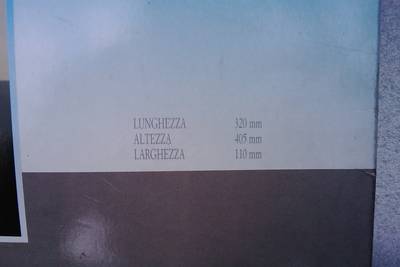 LUNGHEZZA 320 mm
ALTEZZA 405 mm
LARGHEZZA 110 mm